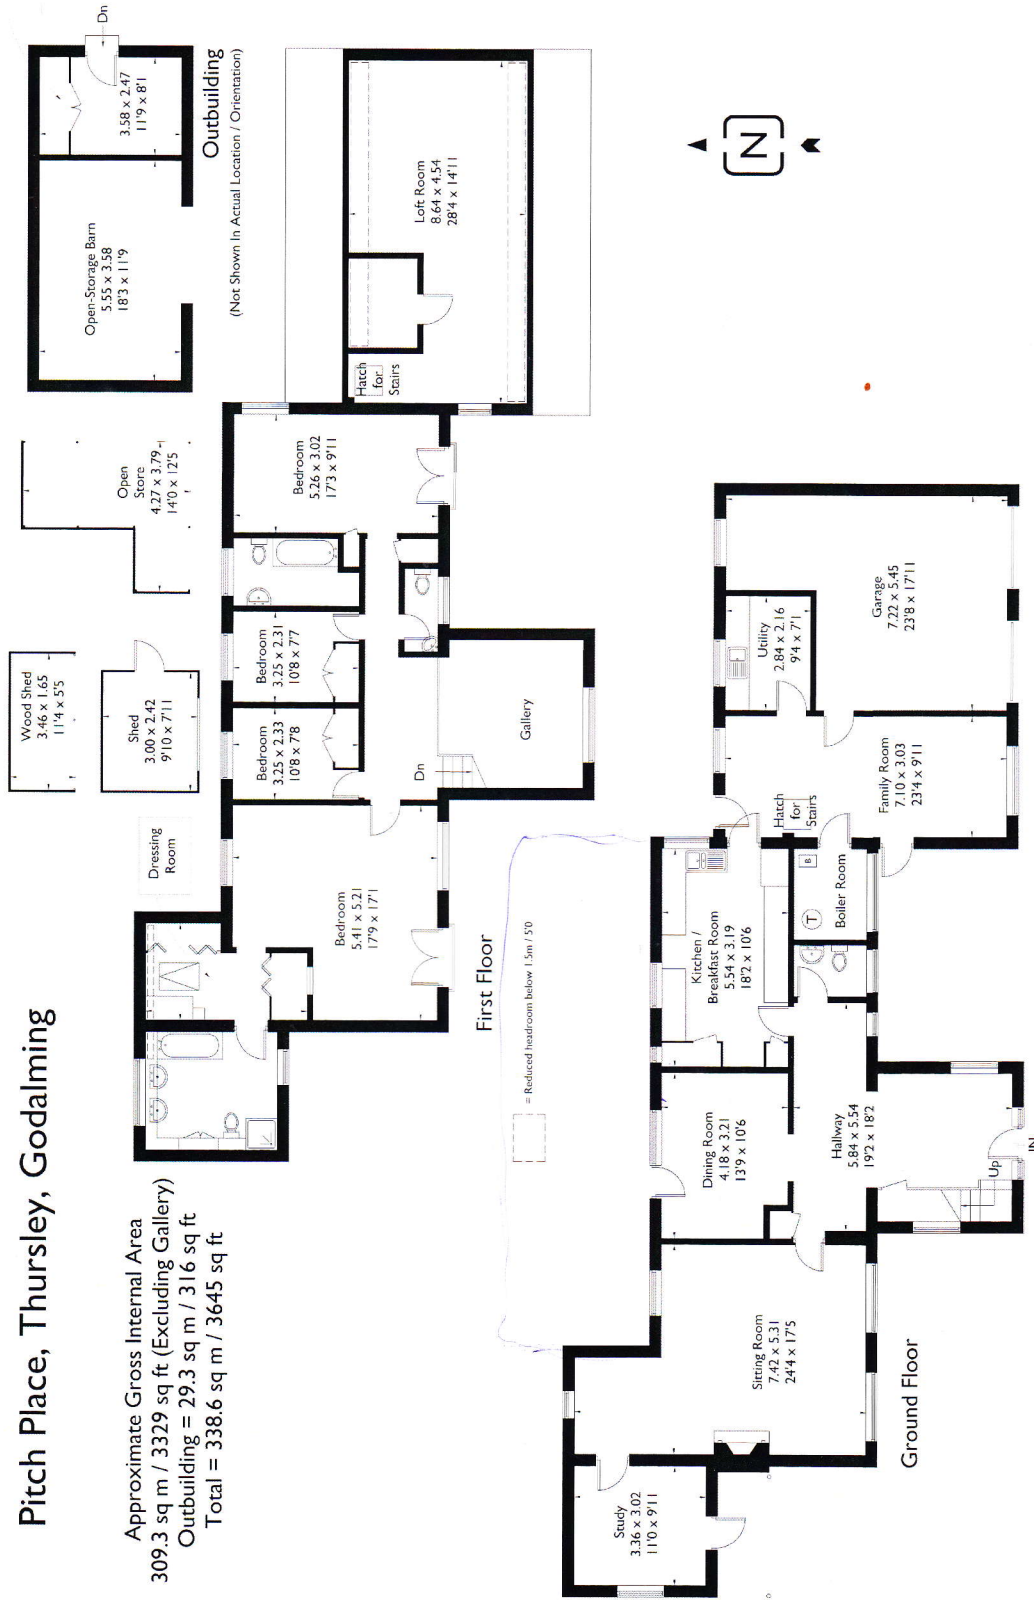 Pitch Place, Thursley, Godalming
Approximate Gross Internal Area
309.3 sq m / 3329 sq ft (Excluding Gallery)
Outbuilding = 29.3 sq m / 316 sq ft
Total = 338.6 sq m / 3645 sq ft
Wood Shed
3.46 x 1.65
11'4 x 5'5
Shed
3.00 x 2.42
9'10 x 7'11
Open
Store
4.27 x 3.79
14'0 x 12'5
Open-Storage Barn
5.55 x 3.58
18'3 x 11'9
3.58 x 2.47
11'9 x 8'1
Dn
Outbuilding
(Not Shown In Actual Location / Orientation)
Dressing
Room
Bedroom
5.41 x 5.21
17'9 x 17'1
Bedroom
3.25 x 2.33
10'8 x 7'8
Bedroom
3.25 x 2.31
10'8 x 7'7
Bedroom
5.26 x 3.02
17'3 x 9'11
Dn
Gallery
Hatch
for
Stairs
Loft Room
8.64 x 4.54
28'4 x 14'11
First Floor
= Reduced headroom below 1.5m / 5'0
N
Study
3.36 x 3.02
11'0 x 9'11
Sitting Room
7.42 x 5.31
24'4 x 17'5
Dining Room
4.18 x 3.21
13'9 x 10'6
Kitchen /
Breakfast Room
5.54 x 3.19
18'2 x 10'6
Hallway
5.84 x 5.54
19'2 x 18'2
Up
IN
T
B
Boiler Room
Hatch
for
Stairs
Family Room
7.10 x 3.03
23'4 x 9'11
Utility
2.84 x 2.16
9'4 x 7'1
Garage
7.22 x 5.45
23'8 x 17'11
Ground Floor